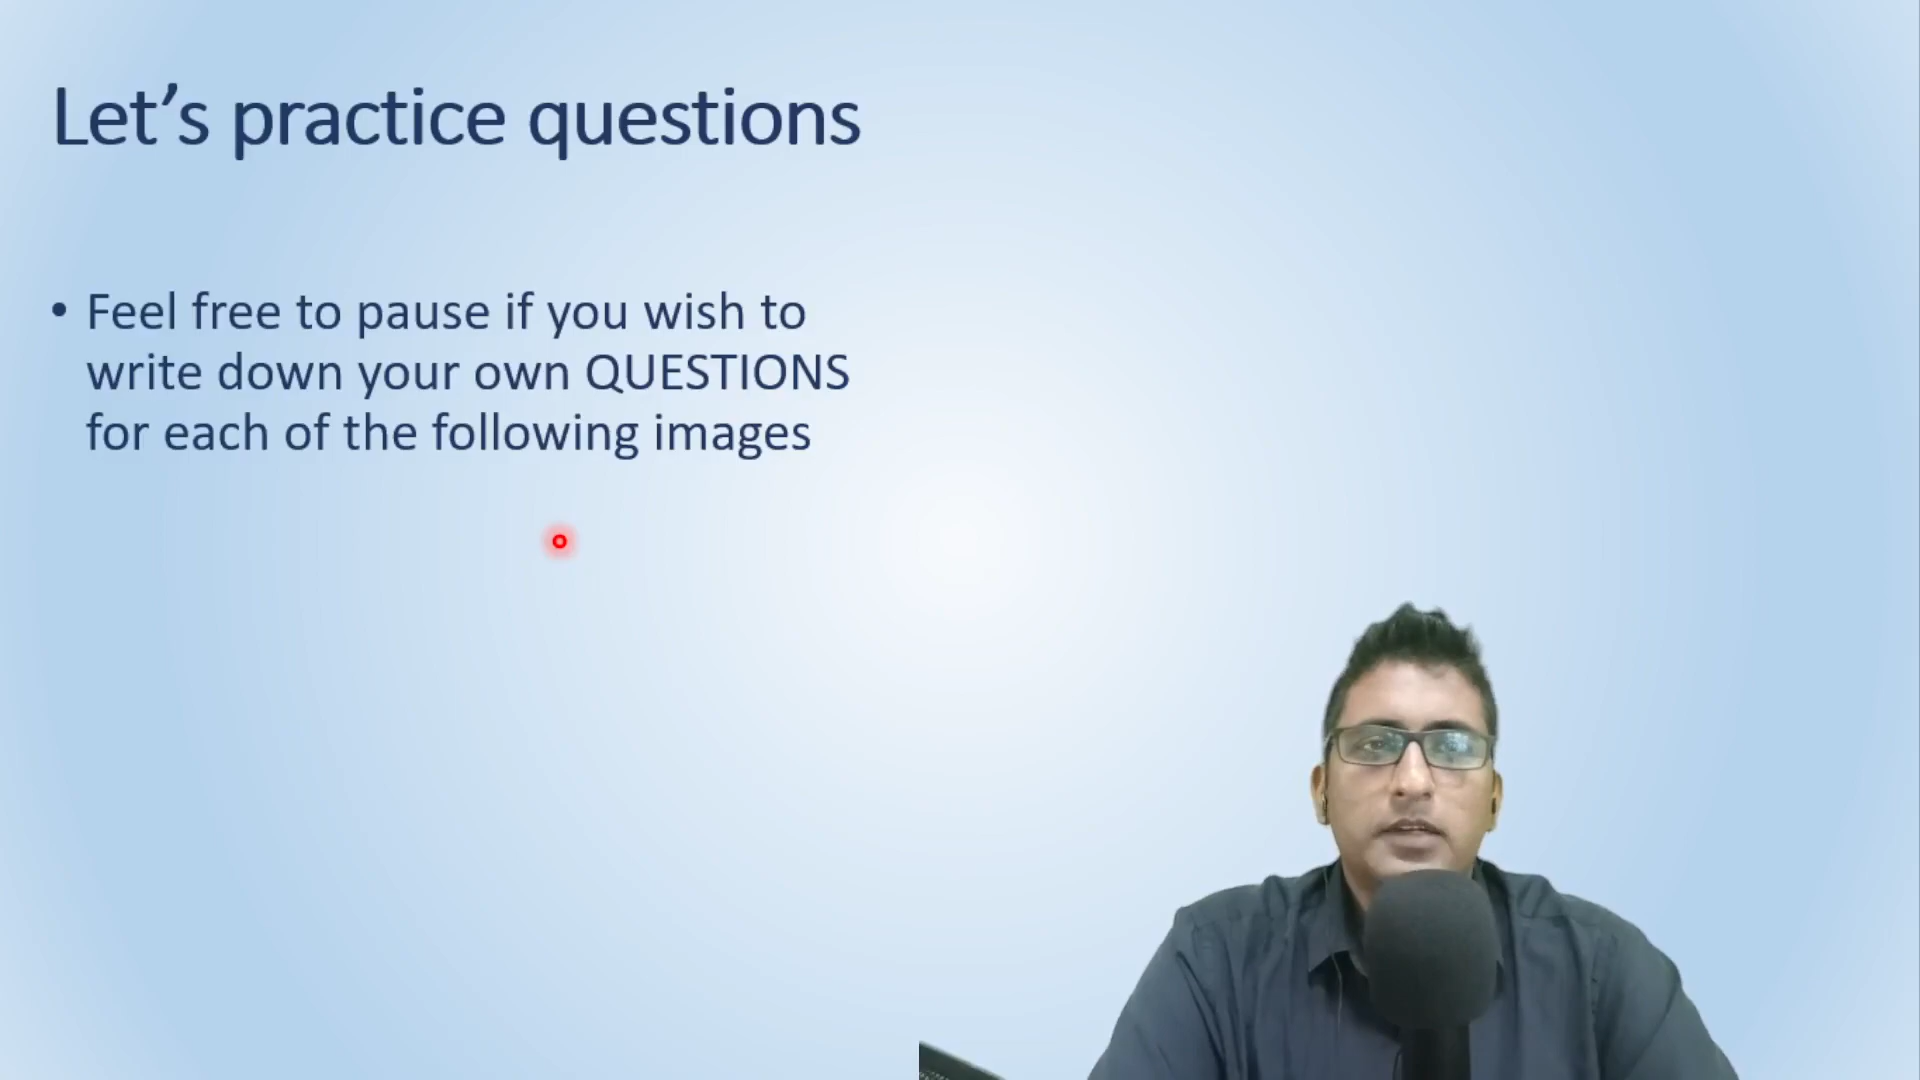 Let’s practice questions
• Feel free to pause if you wish to
write down your own QUESTIONS
for each of the following images